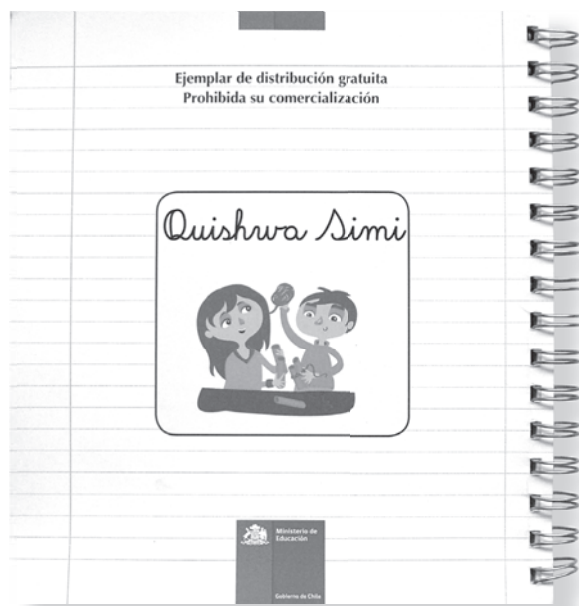 Ejemplar de distribución gratuita
Prohibida su comercialización
Quishwa Simi
Ministerio de
Educación
Gobierno de Chile